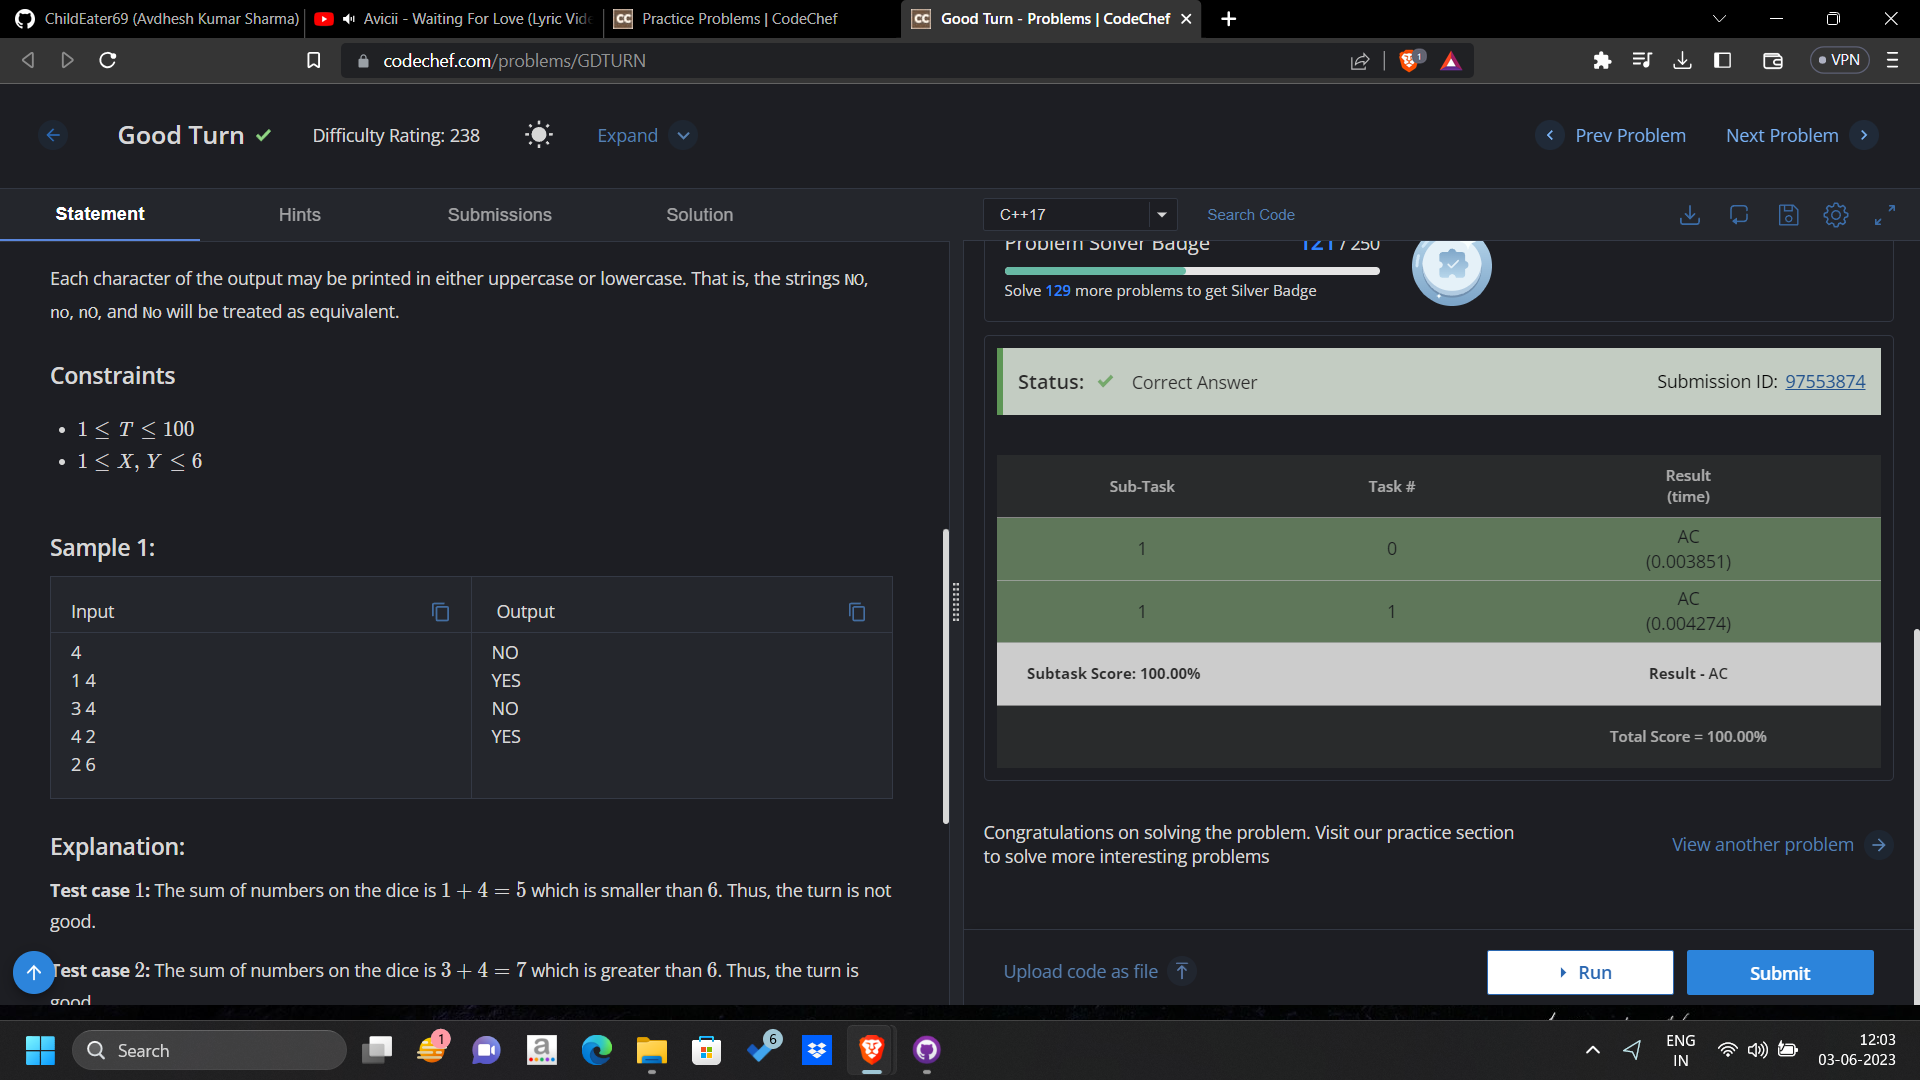 ChildEater69 (Avdhesh Kumar Sharma)
Avicii - Waiting For Love (Lyric Vide
CC Practice Problems | CodeChef
CC Good Turn - Problems | CodeChef
codechef.com/problems/GDTURN
1
VPN
Good Turn
Difficulty Rating: 238
Expand
Prev Problem
Next Problem
Statement
Hints
Submissions
Solution
C++17
Search Code
Each character of the output may be printed in either uppercase or lowercase. That is, the strings NO,
no, nO, and No will be treated as equivalent.
Constraints
• 1 ≤ T ≤ 100
• 1 ≤ X, Y ≤ 6
Sample 1:
Input
Output
4
1 4
3 4
4 2
2 6
NO
YES
NO
YES
Explanation:
Test case 1: The sum of numbers on the dice is 1 + 4 = 5 which is smaller than 6. Thus, the turn is not
good.
Test case 2: The sum of numbers on the dice is 3 + 4 = 7 which is greater than 6. Thus, the turn is
good.
Problem Solver Badge
121 / 250
Solve 129 more problems to get Silver Badge
Status:
Correct Answer
Submission ID: 97553874
Sub-Task
Task #
Result
(time)
1
0
AC
(0.003851)
1
1
AC
(0.004274)
Subtask Score: 100.00%
Result - AC
Total Score = 100.00%
Congratulations on solving the problem. Visit our practice section
to solve more interesting problems
View another problem
Upload code as file
Run
Submit
Search
1
a
6
ENG
IN
12:03
03-06-2023